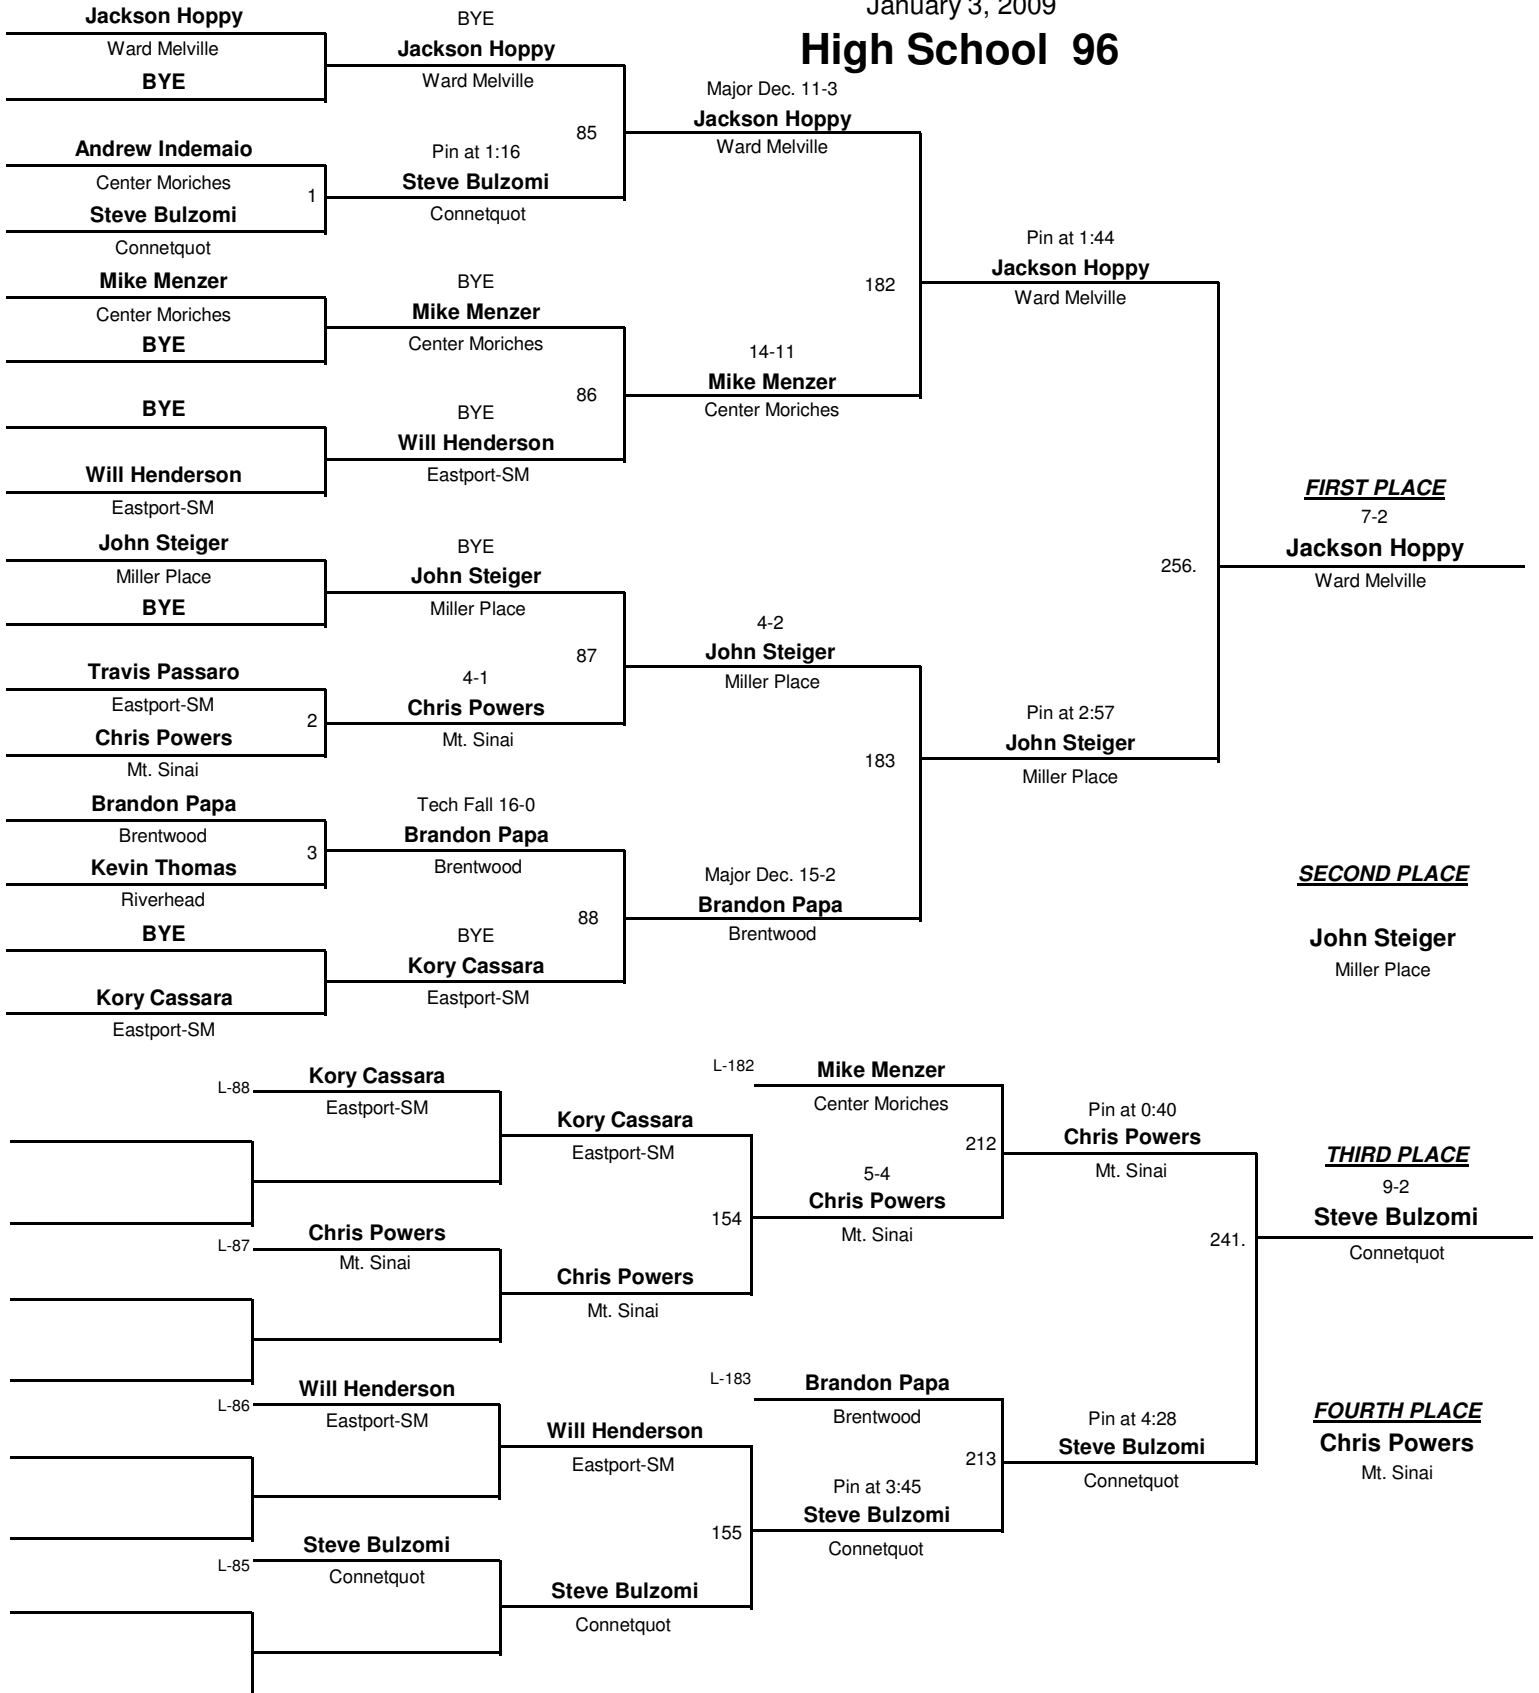 January 3, 2009
High School 96
Jackson Hoppy
Ward Melville
BYE
Andrew Indemaio
Center Moriches
1
Steve Bulzomi
Connetquot
Mike Menzer
Center Moriches
BYE
BYE
Will Henderson
Eastport-SM
John Steiger
Miller Place
BYE
Travis Passaro
Eastport-SM
2
Chris Powers
Mt. Sinai
Brandon Papa
Brentwood
3
Kevin Thomas
Riverhead
BYE
Kory Cassara
Eastport-SM
BYE
Jackson Hoppy
Ward Melville
85
Pin at 1:16
Steve Bulzomi
Connetquot
BYE
Mike Menzer
Center Moriches
86
BYE
Will Henderson
Eastport-SM
BYE
John Steiger
Miller Place
87
4-1
Chris Powers
Mt. Sinai
Tech Fall 16-0
Brandon Papa
Brentwood
88
BYE
Kory Cassara
Eastport-SM
Major Dec. 11-3
Jackson Hoppy
Ward Melville
182
14-11
Mike Menzer
Center Moriches
4-2
John Steiger
Miller Place
183
Major Dec. 15-2
Brandon Papa
Brentwood
Pin at 1:44
Jackson Hoppy
Ward Melville
256.
Pin at 2:57
John Steiger
Miller Place
FIRST PLACE
7-2
Jackson Hoppy
Ward Melville
SECOND PLACE
John Steiger
Miller Place
L-88
Kory Cassara
Eastport-SM
L-87
Chris Powers
Mt. Sinai
L-86
Will Henderson
Eastport-SM
L-85
Steve Bulzomi
Connetquot
Kory Cassara
Eastport-SM
154
Chris Powers
Mt. Sinai
Will Henderson
Eastport-SM
155
Steve Bulzomi
Connetquot
L-182
Mike Menzer
Center Moriches
212
5-4
Chris Powers
Mt. Sinai
L-183
Brandon Papa
Brentwood
213
Pin at 3:45
Steve Bulzomi
Connetquot
Pin at 0:40
Chris Powers
Mt. Sinai
241.
Pin at 4:28
Steve Bulzomi
Connetquot
THIRD PLACE
9-2
Steve Bulzomi
Connetquot
FOURTH PLACE
Chris Powers
Mt. Sinai